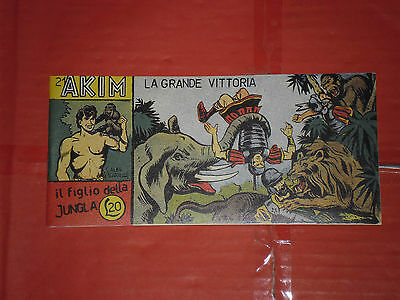 2ª AKIM
LA GRANDE VITTORIA
il figlio della
JUNGLA £20